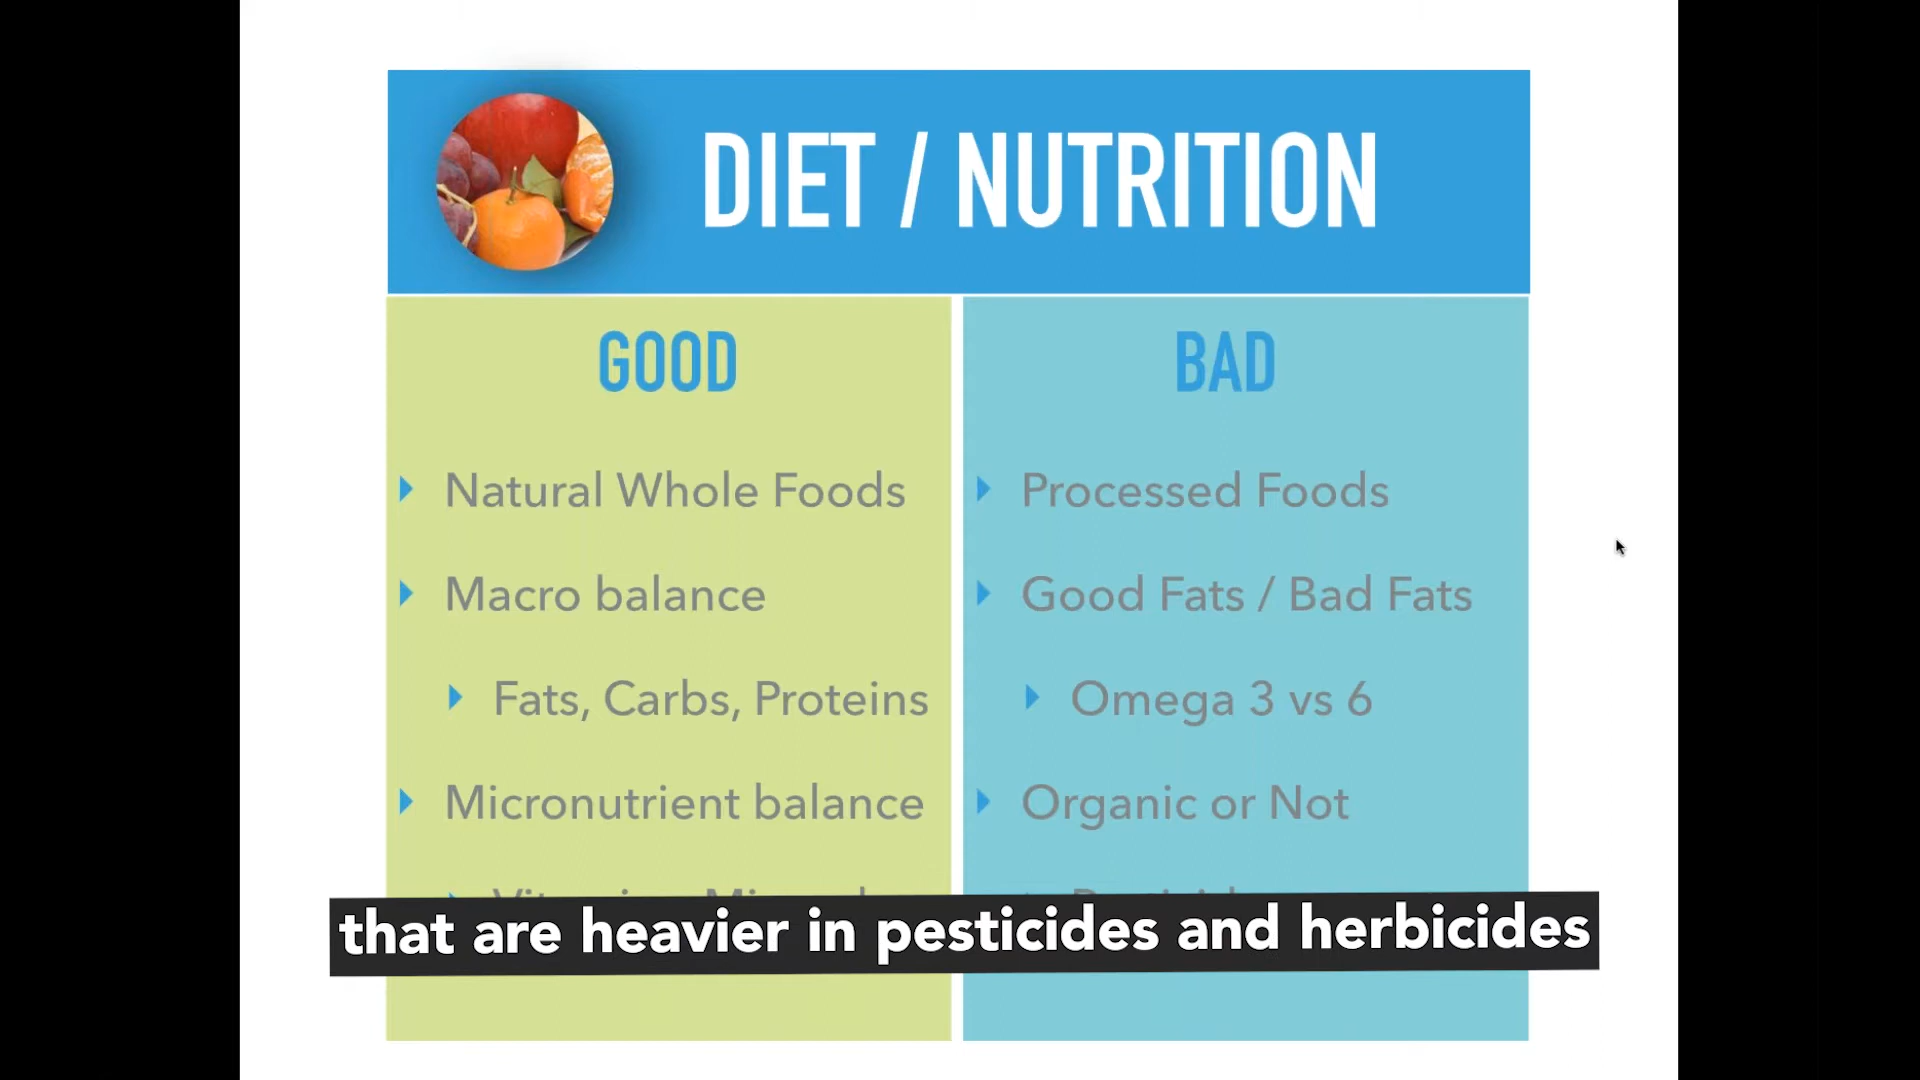 DIET / NUTRITION
GOOD
Natural Whole Foods
Macro balance
Fats, Carbs, Proteins
Micronutrient balance
BAD
Processed Foods
Good Fats / Bad Fats
Omega 3 vs 6
Organic or Not
that are heavier in pesticides and herbicides